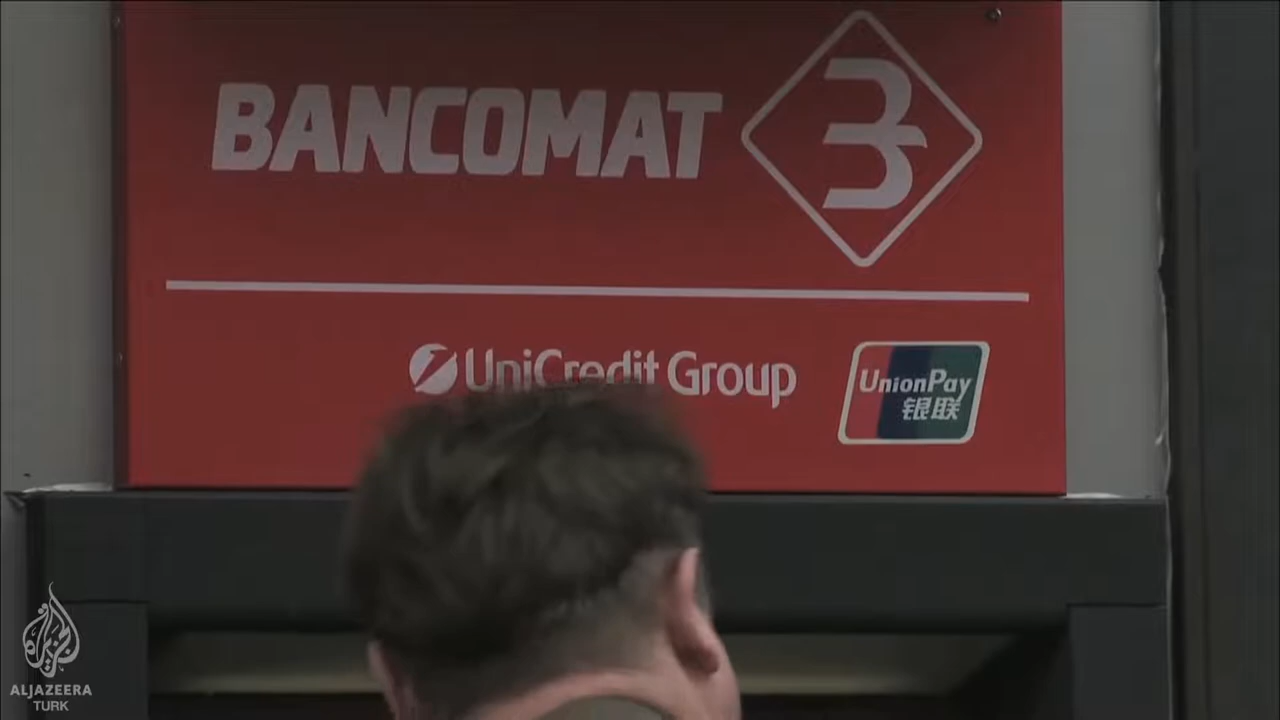 BANCOMAT
UniCredit Group
UnionPay
银联
ALJAZEERA
TURK